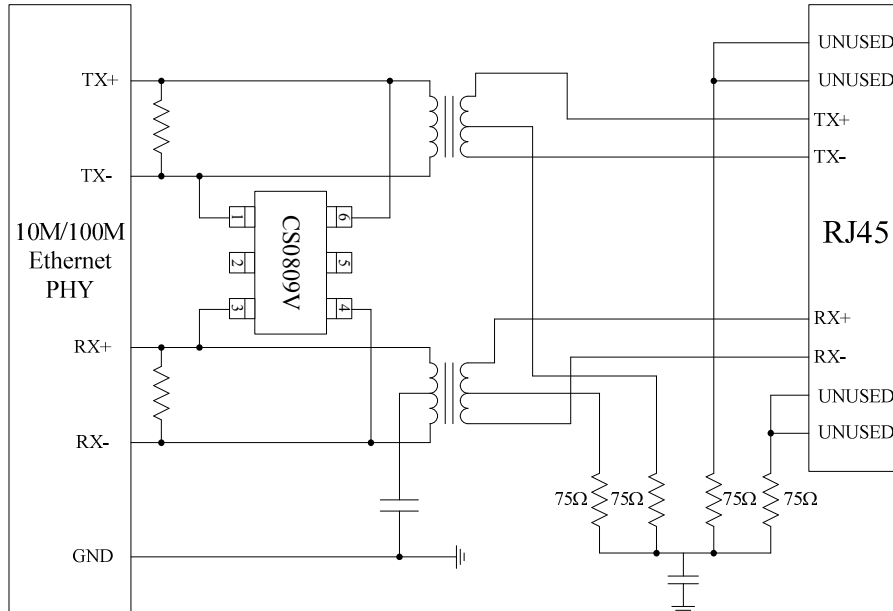 TX+
TX-
10M/100M
Ethernet
PHY
RX+
RX-
GND
1
2
3
6
5
4
CS0809V
UNUSED
UNUSED
TX+
TX-
RJ45
RX+
RX-
UNUSED
UNUSED
75Ω
75Ω
75Ω
75Ω